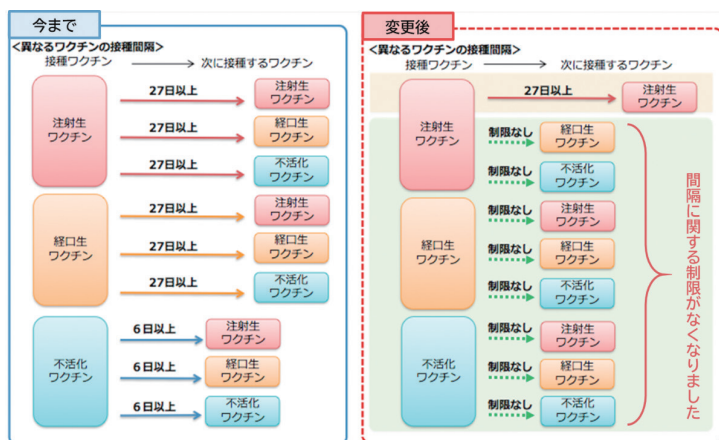 今まで
<異なるワクチンの接種間隔>
接種ワクチン
次に接種するワクチン
注射生
ワクチン
27日以上
注射生
ワクチン
27日以上
経口生
ワクチン
27日以上
不活化
ワクチン
経口生
ワクチン
27日以上
注射生
ワクチン
27日以上
経口生
ワクチン
27日以上
不活化
ワクチン
不活化
ワクチン
6日以上
注射生
ワクチン
6日以上
経口生
ワクチン
6日以上
不活化
ワクチン
変更後
<異なるワクチンの接種間隔>
接種ワクチン
次に接種するワクチン
注射生
ワクチン
27日以上
注射生
ワクチン
制限なし
経口生
ワクチン
制限なし
不活化
ワクチン
経口生
ワクチン
制限なし
注射生
ワクチン
制限なし
経口生
ワクチン
制限なし
不活化
ワクチン
不活化
ワクチン
制限なし
注射生
ワクチン
制限なし
経口生
ワクチン
制限なし
不活化
ワクチン
間隔に関する制限がなくなりました